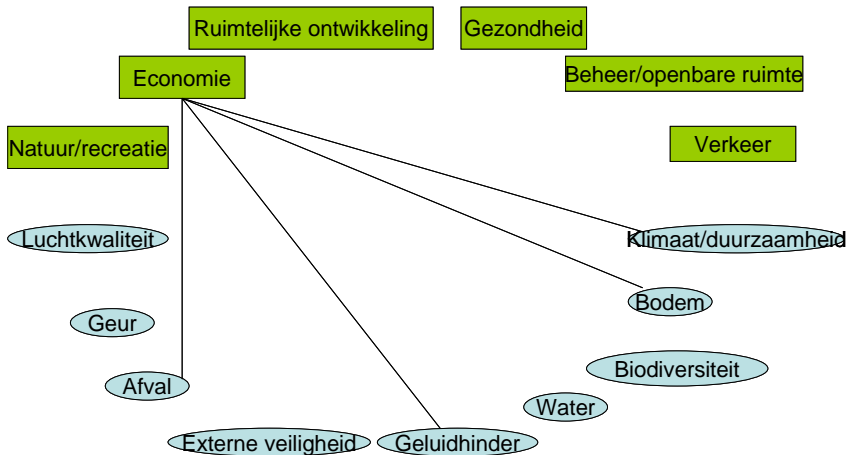 Ruimtelijke ontwikkeling
Gezondheid
Economie
Beheer/openbare ruimte
Natuur/recreatie
Verkeer
Luchtkwaliteit
Klimaat/duurzaamheid
Bodem
Geur
Biodiversiteit
Afval
Water
Externe veiligheid
Geluidhinder